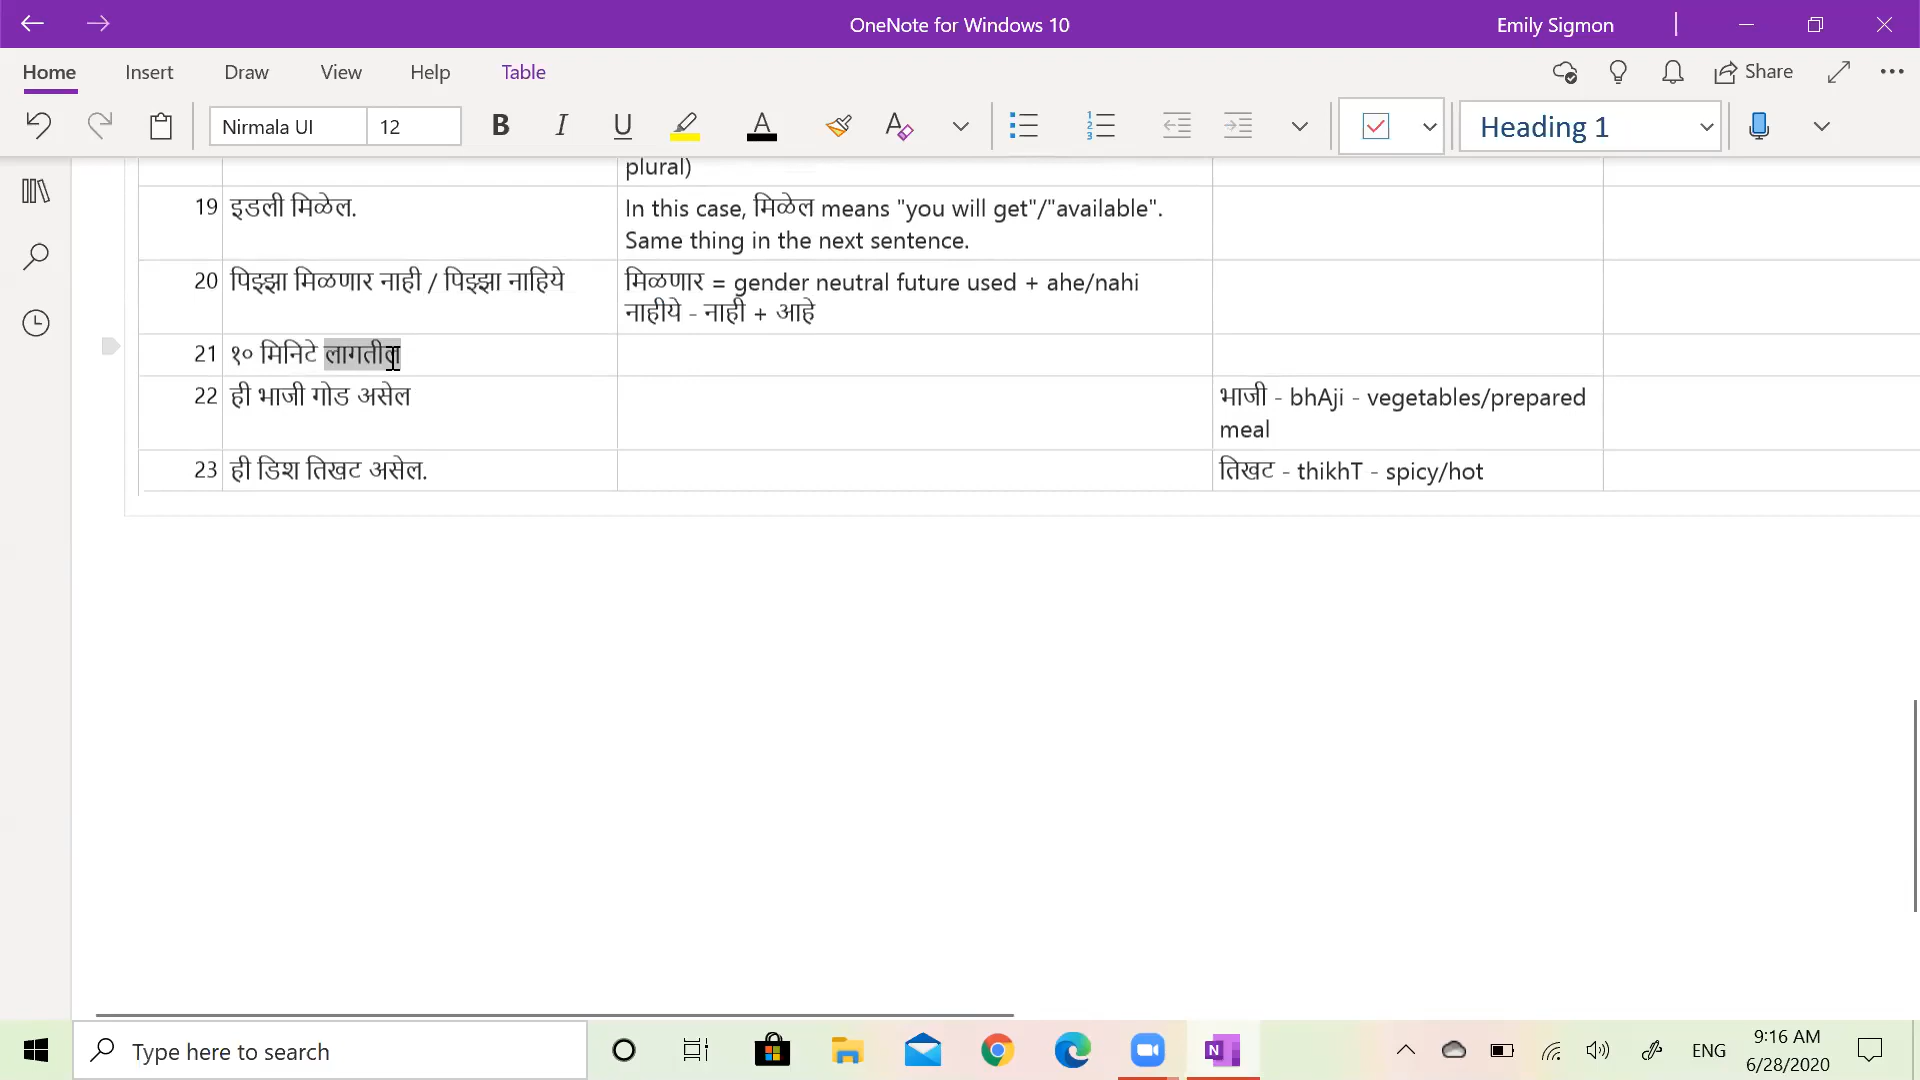 OneNote for Windows 10
Emily Sigmon
Home Insert Draw View Help Table
Share
Nirmala UI 12 B I U A A Heading 1
plural)
19 इडली मिळेल. In this case, मिळेल means "you will get"/"available".
Same thing in the next sentence.
20 पिझ्झा मिळणार नाही / पिझ्झा नाहिये मिळणार = gender neutral future used + ahe/nahi
नाहीये - नाही + आहे
21 १० मिनिटे लागतील
22 ही भाजी गोड असेल भाजी - bhAji - vegetables/prepared
meal
23 ही डिश तिखट असेल. तिखट - thikhT - spicy/hot
Type here to search
N
ENG
9:16 AM
6/28/2020